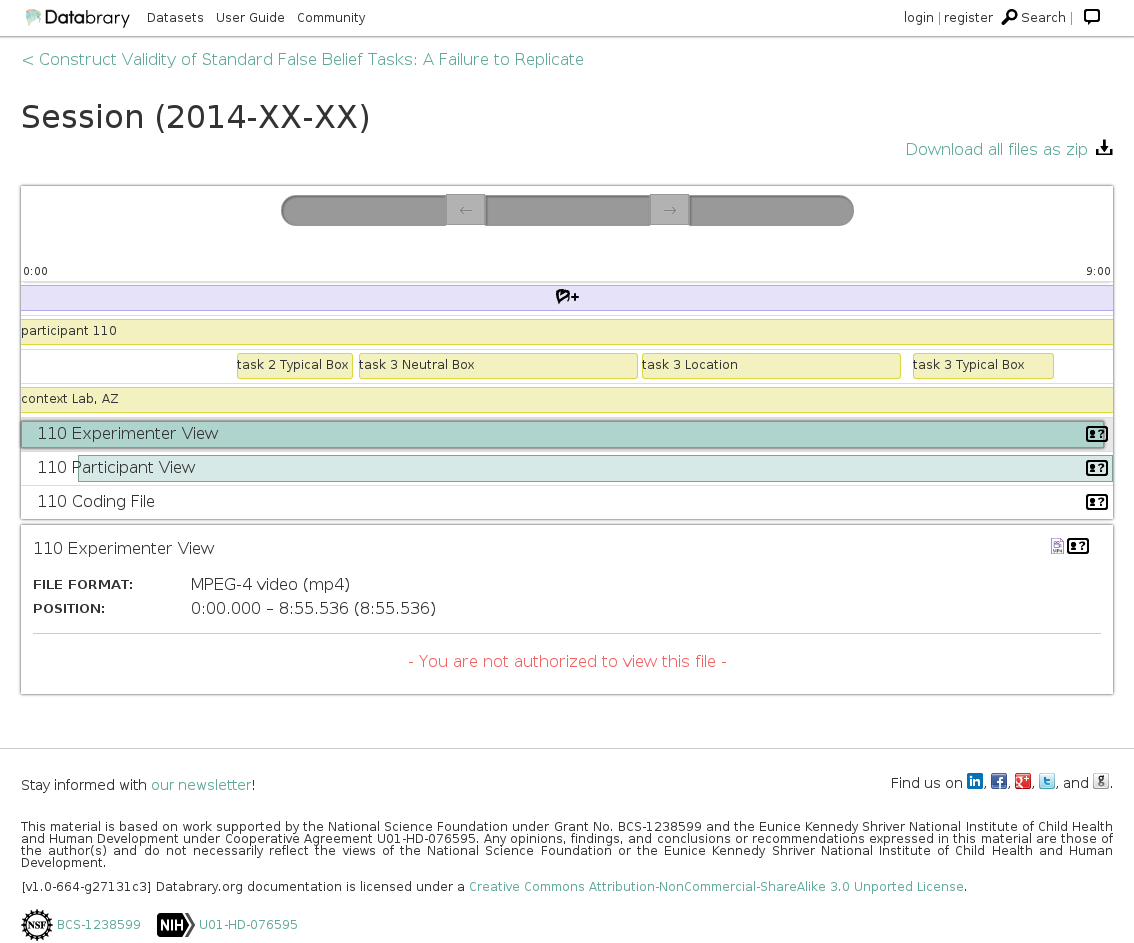 Databrary Datasets User Guide Community login | register Search |
< Construct Validity of Standard False Belief Tasks: A Failure to Replicate
Session (2014-XX-XX)
Download all files as zip
← →
0:00 9:00
+
participant 110
task 2 Typical Box task 3 Neutral Box task 3 Location task 3 Typical Box
context Lab, AZ
110 Experimenter View ?
110 Participant View ?
110 Coding File ?
110 Experimenter View MP4 ?
FILE FORMAT: MPEG-4 video (mp4)
POSITION: 0:00.000 – 8:55.536 (8:55.536)
- You are not authorized to view this file -
Stay informed with our newsletter! Find us on in, f, g+, t, and g.
This material is based on work supported by the National Science Foundation under Grant No. BCS-1238599 and the Eunice Kennedy Shriver National Institute of Child Health
and Human Development under Cooperative Agreement U01-HD-076595. Any opinions, findings, and conclusions or recommendations expressed in this material are those of
the author(s) and do not necessarily reflect the views of the National Science Foundation or the Eunice Kennedy Shriver National Institute of Child Health and Human
Development.
[v1.0-664-g27131c3] Databrary.org documentation is licensed under a Creative Commons Attribution-NonCommercial-ShareAlike 3.0 Unported License.
NSF BCS-1238599 NIH U01-HD-076595